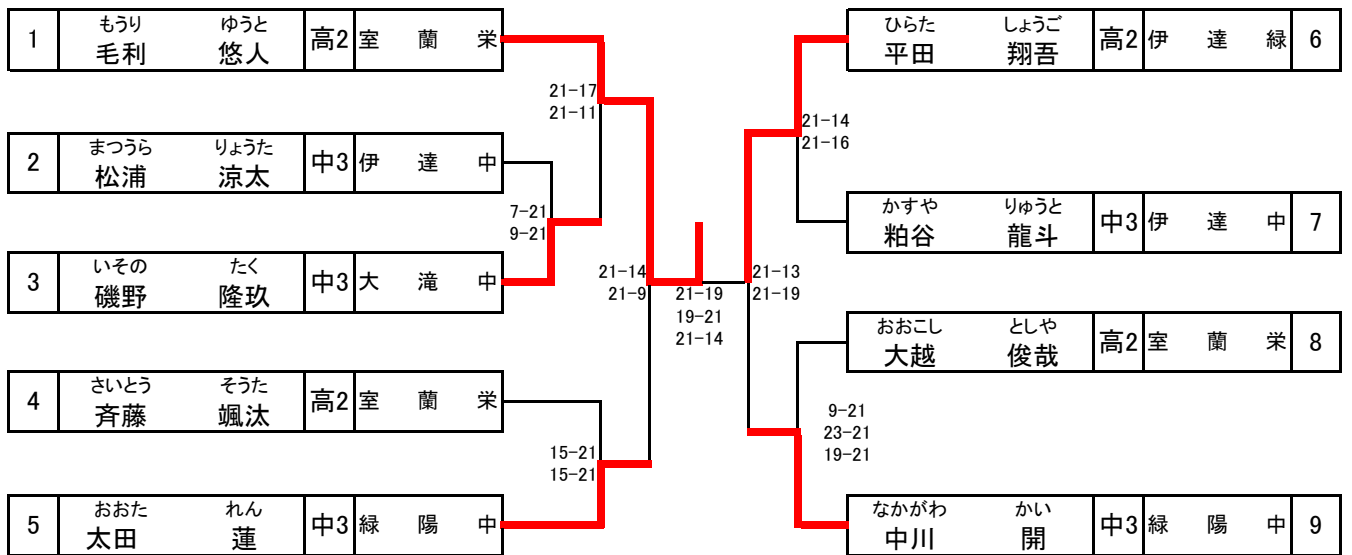 1 もうり ゆうと 毛利 悠人 高2 室蘭栄
21-17
21-11
2 まつうら りょうた 松浦 涼太 中3 伊達中
7-21
9-21
3 いその たく 磯野 隆玖 中3 大滝中
21-14
21-9
4 さいとう そうた 斉藤 颯汰 高2 室蘭栄
15-21
15-21
5 おおた れん 太田 蓮 中3 緑陽中
21-19
19-21
21-14
ひらた しょうご 平田 翔吾 高2 伊達緑 6
21-14
21-16
かすや りゅうと 粕谷 龍斗 中3 伊達中 7
21-13
21-19
おおこし としや 大越 俊哉 高2 室蘭栄 8
9-21
23-21
19-21
なかがわ かい 中川 開 中3 緑陽中 9